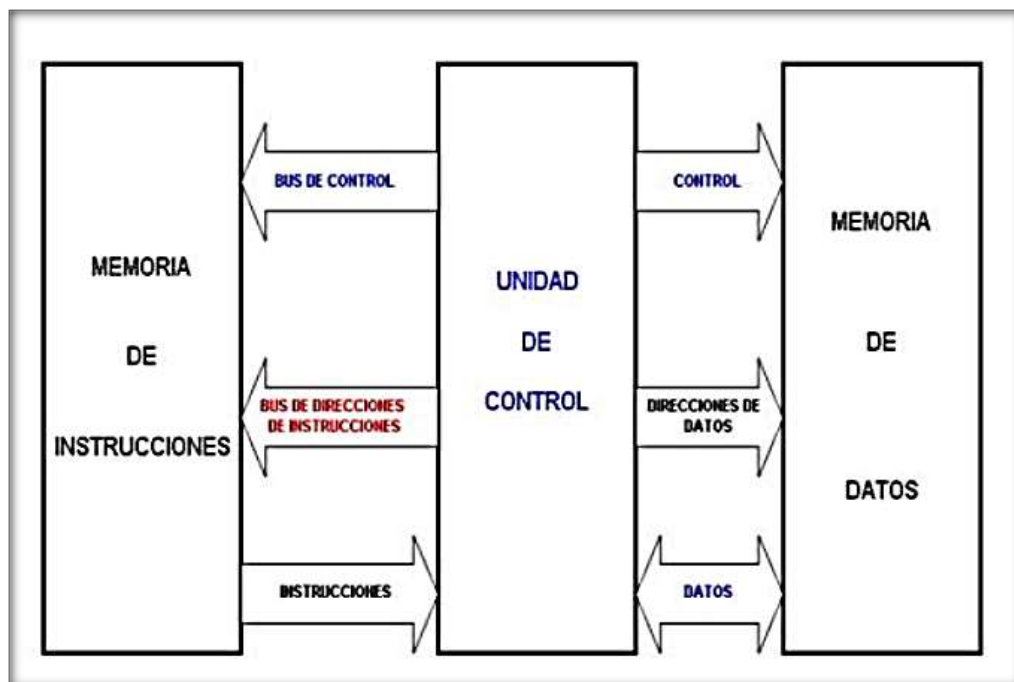 MEMORIA
DE
INSTRUCCIONES
BUS DE CONTROL
BUS DE DIRECCIONES
DE INSTRUCCIONES
INSTRUCCIONES
UNIDAD
DE
CONTROL
CONTROL
DIRECCIONES DE
DATOS
DATOS
MEMORIA
DE
DATOS